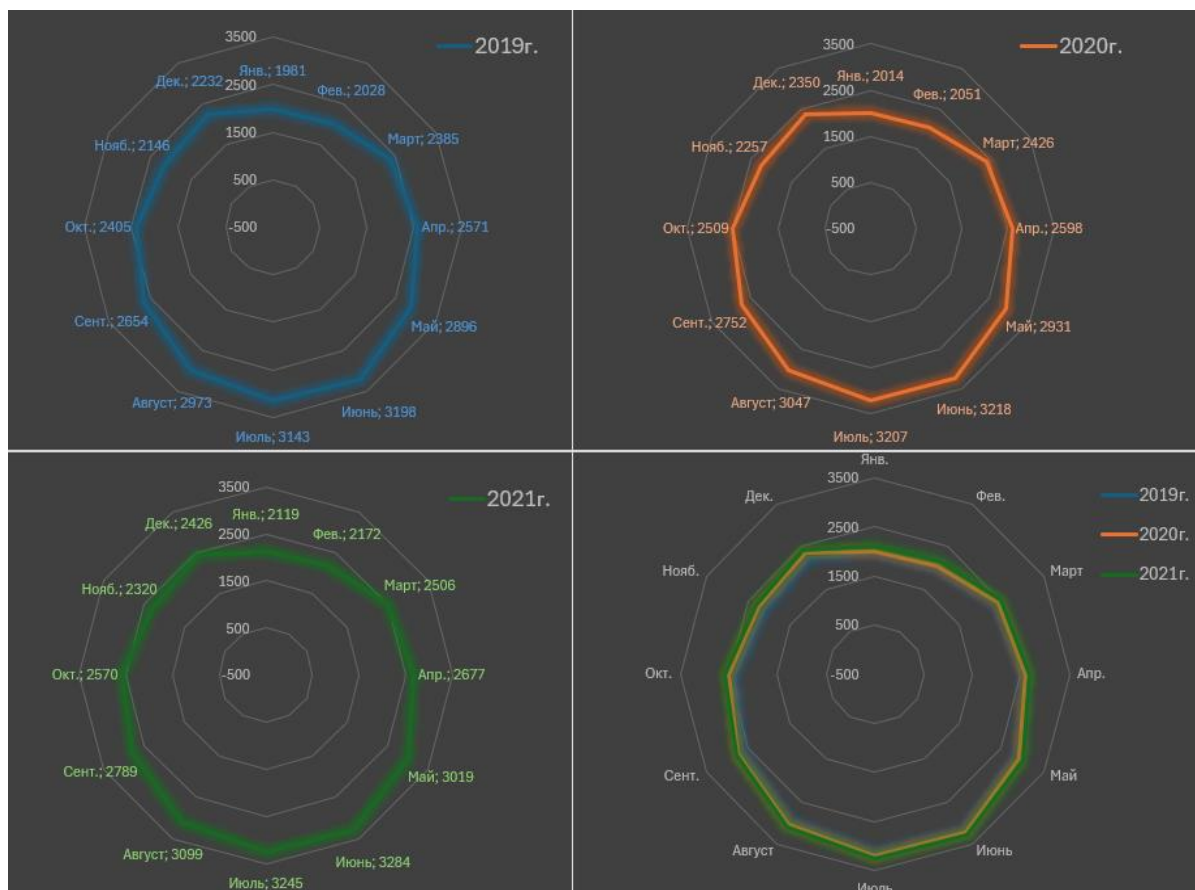 3500
2019г.
Янв.; 1981
Дек.; 2232
2500
Фев.; 2028
1500
Март; 2385
Нояб.; 2146
500
Окт.; 2405
-500
Апр.; 2571
Сент.; 2654
Май; 2896
Август; 2973
Июнь; 3198
Июль; 3143
3500
2020г.
Янв.; 2014
Дек.; 2350
2500
Фев.; 2051
1500
Март; 2426
Нояб.; 2257
500
Окт.; 2509
-500
Апр.; 2598
Сент.; 2752
Май; 2931
Август; 3047
Июнь; 3218
Июль; 3207
3500
2021г.
Янв.; 2119
Дек.; 2426
2500
Фев.; 2172
1500
Март; 2506
Нояб.; 2320
500
Окт.; 2570
-500
Апр.; 2677
Сент.; 2789
Май; 3019
Август; 3099
Июнь; 3284
Июль; 3245
Янв.
3500
Дек.
Фев.
2019г.
2500
2020г.
Нояб.
1500
Март
2021г.
500
Окт.
-500
Апр.
Сент.
Май
Август
Июнь
Июль